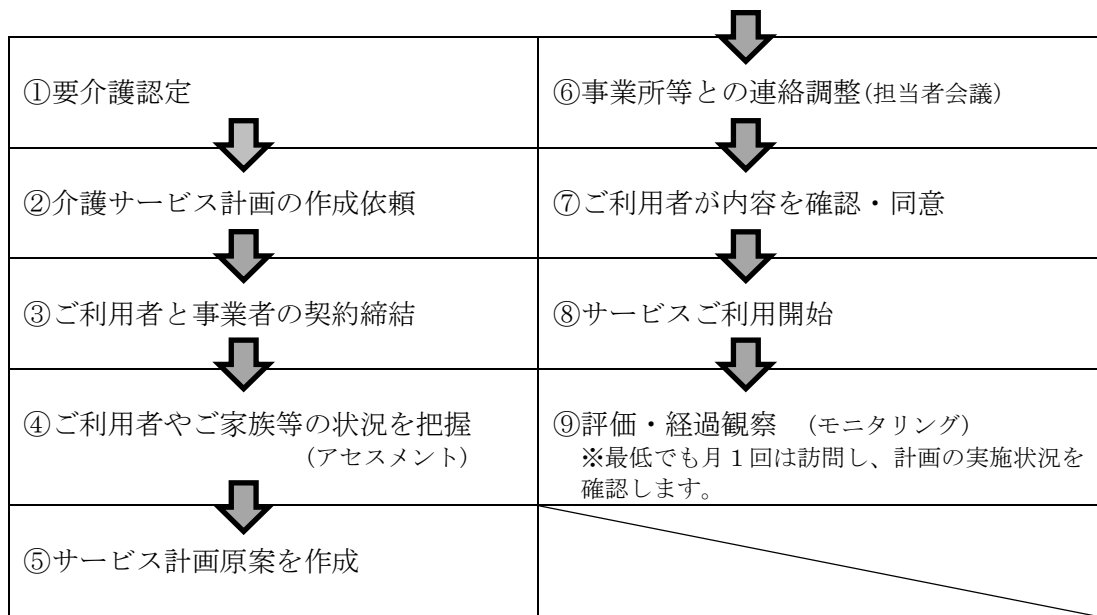 ①要介護認定
②介護サービス計画の作成依頼
③ご利用者と事業者の契約締結
④ご利用者やご家族等の状況を把握
（アセスメント）
⑤サービス計画原案を作成
⑥事業所等との連絡調整(担当者会議)
⑦ご利用者が内容を確認・同意
⑧サービスご利用開始
⑨評価・経過観察　（モニタリング）
※最低でも月１回は訪問し、計画の実施状況を
確認します。